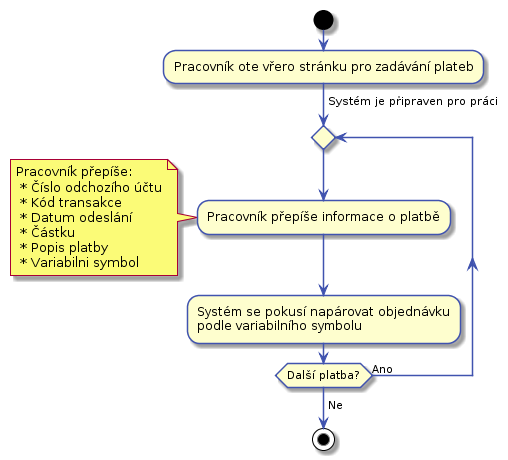 Pracovník ote vřero stránku pro zadávání plateb
Systém je připraven pro práci
Pracovník přepíše:
* Číslo odchozího účtu
* Kód transakce
* Datum odeslání
* Částku
* Popis platby
* Variabilni symbol
Pracovník přepíše informace o platbě
Systém se pokusí napárovat objednávku
podle variabilního symbolu
Další platba?
Ano
Ne